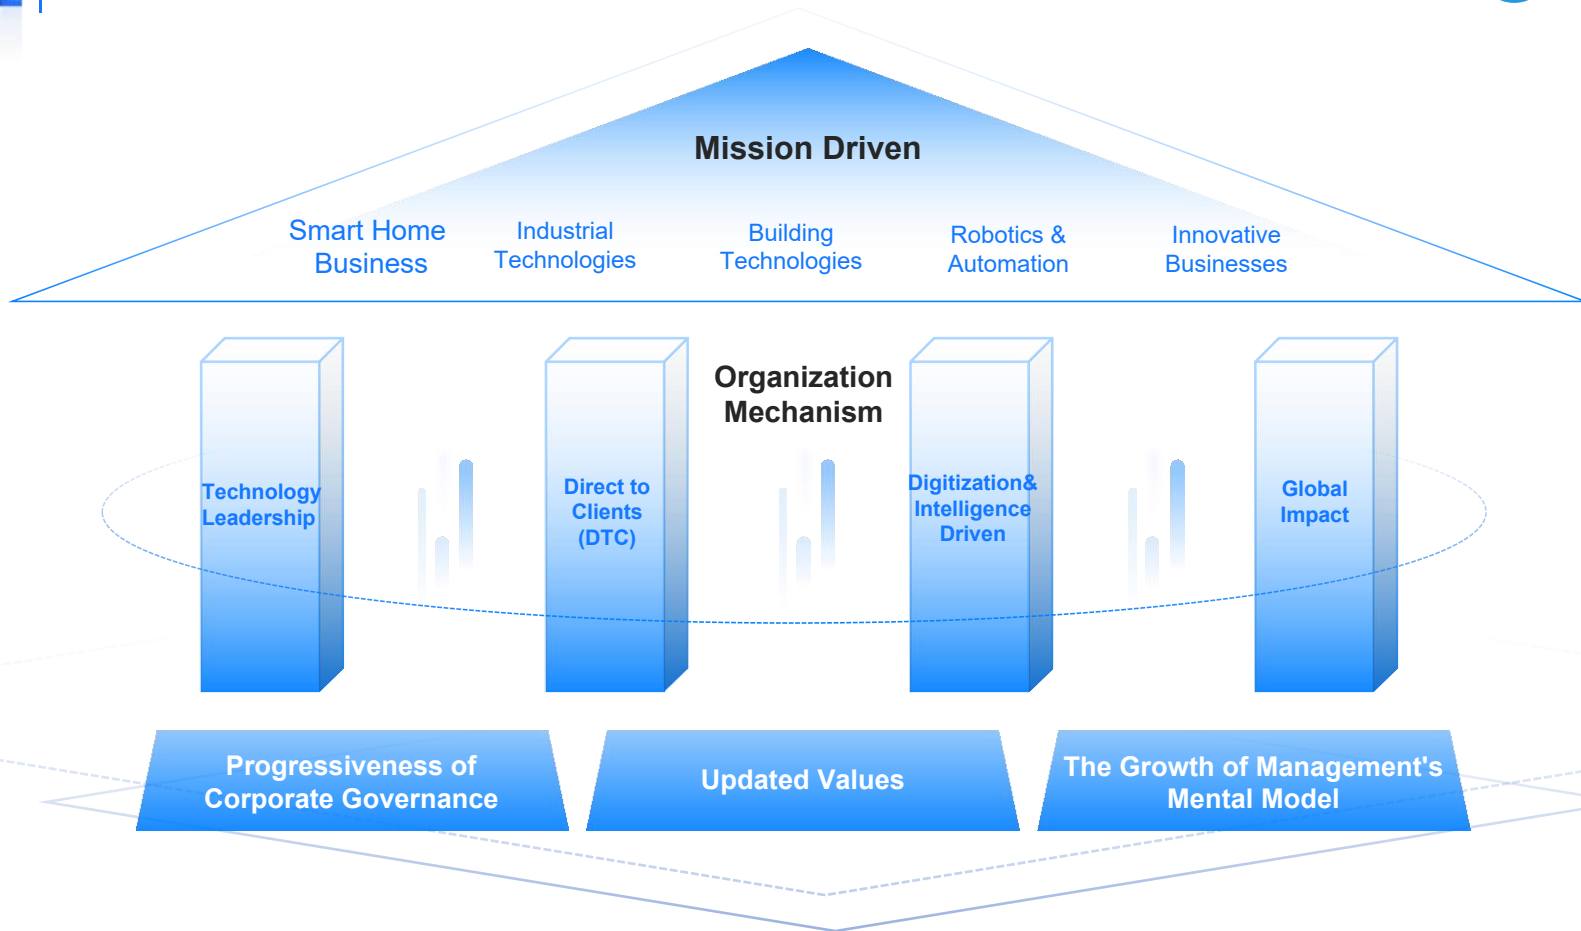 Mission Driven
Smart Home
Business
Industrial
Technologies
Building
Technologies
Robotics &
Automation
Innovative
Businesses
Organization
Mechanism
Technology
Leadership
Direct to
Clients
(DTC)
Digitization&
Intelligence
Driven
Global
Impact
Progressiveness of
Corporate Governance
Updated Values
The Growth of Management's
Mental Model